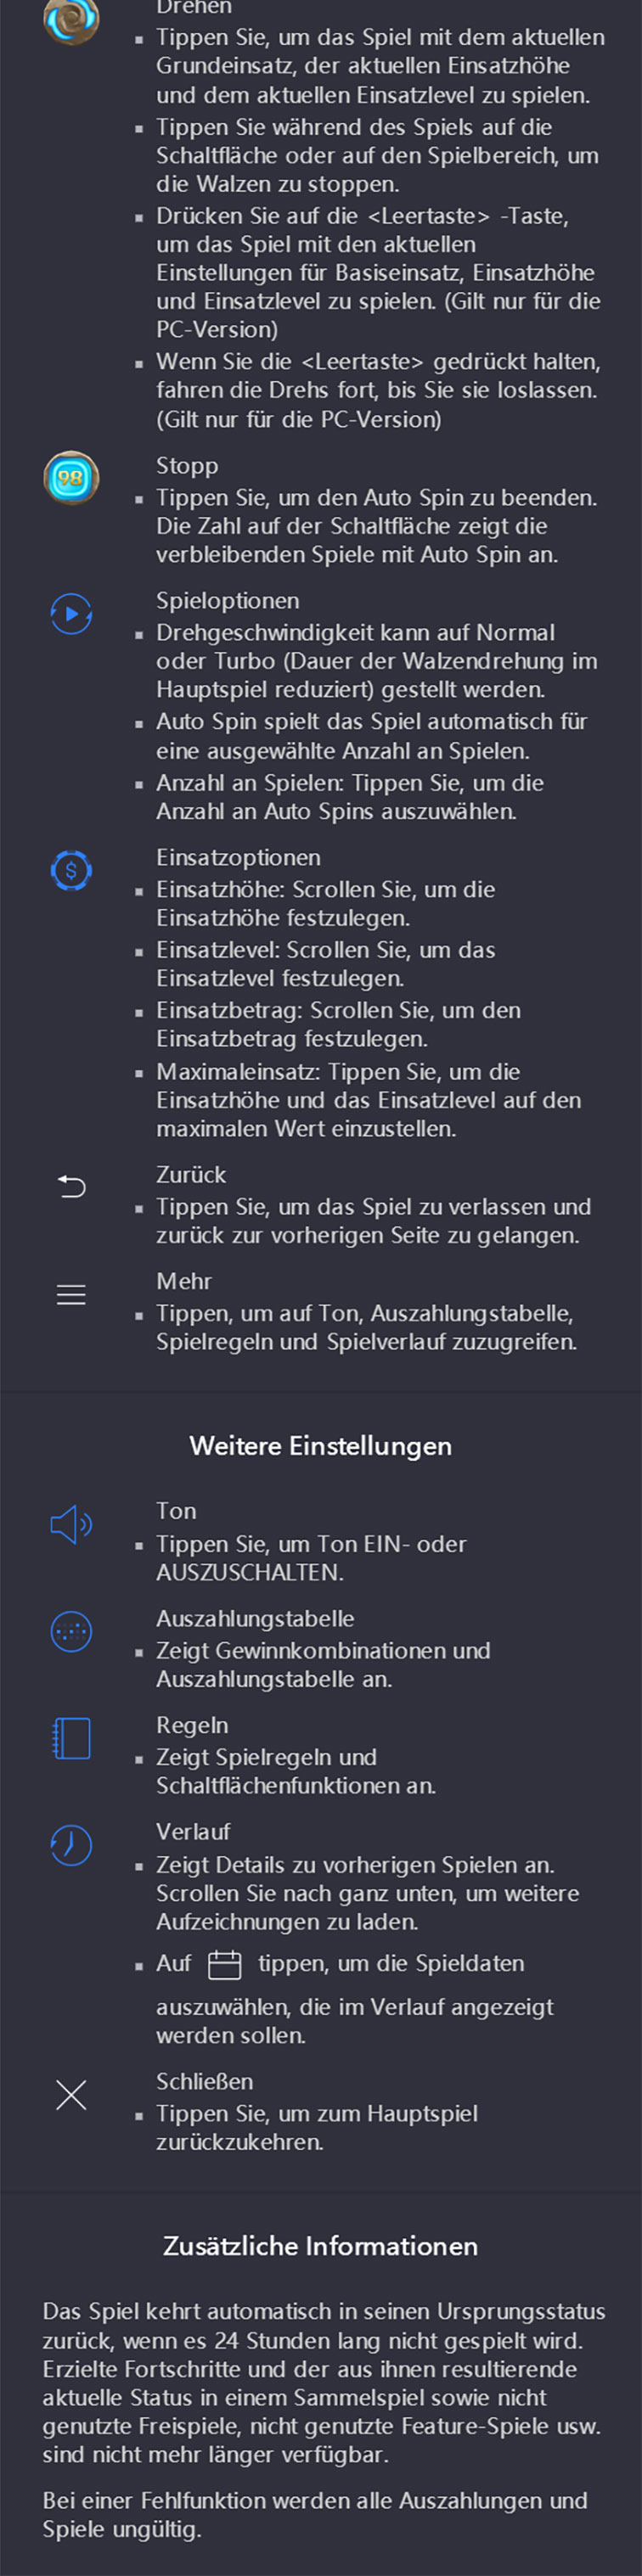 Drehen
▪ Tippen Sie, um das Spiel mit dem aktuellen
Grundeinsatz, der aktuellen Einsatzhöhe
und dem aktuellen Einsatzlevel zu spielen.
▪ Tippen Sie während des Spiels auf die
Schaltfläche oder auf den Spielbereich, um
die Walzen zu stoppen.
▪ Drücken Sie auf die <Leertaste> -Taste,
um das Spiel mit den aktuellen
Einstellungen für Basiseinsatz, Einsatzhöhe
und Einsatzlevel zu spielen. (Gilt nur für die
PC-Version)
▪ Wenn Sie die <Leertaste> gedrückt halten,
fahren die Drehs fort, bis Sie sie loslassen.
(Gilt nur für die PC-Version)
98
Stopp
▪ Tippen Sie, um den Auto Spin zu beenden.
Die Zahl auf der Schaltfläche zeigt die
verbleibenden Spiele mit Auto Spin an.
Spieloptionen
▪ Drehgeschwindigkeit kann auf Normal
oder Turbo (Dauer der Walzendrehung im
Hauptspiel reduziert) gestellt werden.
▪ Auto Spin spielt das Spiel automatisch für
eine ausgewählte Anzahl an Spielen.
▪ Anzahl an Spielen: Tippen Sie, um die
Anzahl an Auto Spins auszuwählen.
$
Einsatzoptionen
▪ Einsatzhöhe: Scrollen Sie, um die
Einsatzhöhe festzulegen.
▪ Einsatzlevel: Scrollen Sie, um das
Einsatzlevel festzulegen.
▪ Einsatzbetrag: Scrollen Sie, um den
Einsatzbetrag festzulegen.
▪ Maximaleinsatz: Tippen Sie, um die
Einsatzhöhe und das Einsatzlevel auf den
maximalen Wert einzustellen.
Zurück
▪ Tippen Sie, um das Spiel zu verlassen und
zurück zur vorherigen Seite zu gelangen.
Mehr
▪ Tippen, um auf Ton, Auszahlungstabelle,
Spielregeln und Spielverlauf zuzugreifen.
Weitere Einstellungen
Ton
▪ Tippen Sie, um Ton EIN- oder
AUSZUSCHALTEN.
Auszahlungstabelle
▪ Zeigt Gewinnkombinationen und
Auszahlungstabelle an.
Regeln
▪ Zeigt Spielregeln und
Schaltflächenfunktionen an.
Verlauf
▪ Zeigt Details zu vorherigen Spielen an.
Scrollen Sie nach ganz unten, um weitere
Aufzeichnungen zu laden.
▪ Auf tippen, um die Spieldaten
auszuwählen, die im Verlauf angezeigt
werden sollen.
Schließen
▪ Tippen Sie, um zum Hauptspiel
zurückzukehren.
Zusätzliche Informationen
Das Spiel kehrt automatisch in seinen Ursprungsstatus
zurück, wenn es 24 Stunden lang nicht gespielt wird.
Erzielte Fortschritte und der aus ihnen resultierende
aktuelle Status in einem Sammelspiel sowie nicht
genutzte Freispiele, nicht genutzte Feature-Spiele usw.
sind nicht mehr länger verfügbar.
Bei einer Fehlfunktion werden alle Auszahlungen und
Spiele ungültig.